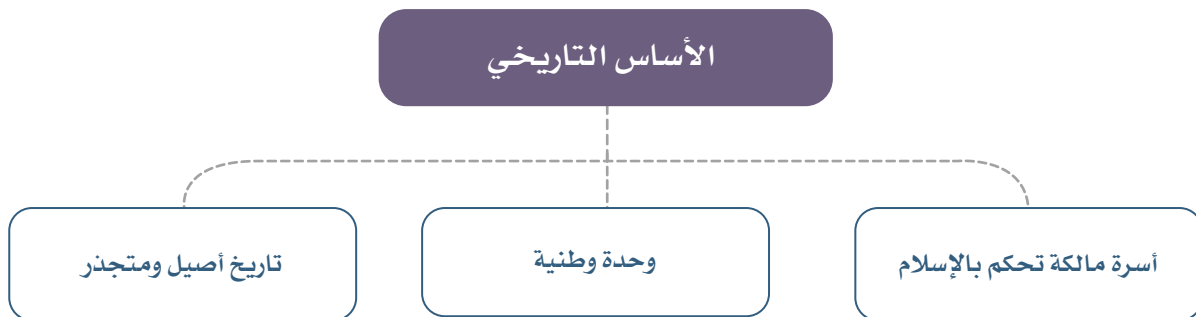 الأساس التاريخي
أسرة مالكة تحكم بالإسلام
وحدة وطنية
تاريخ أصيل ومتجذر